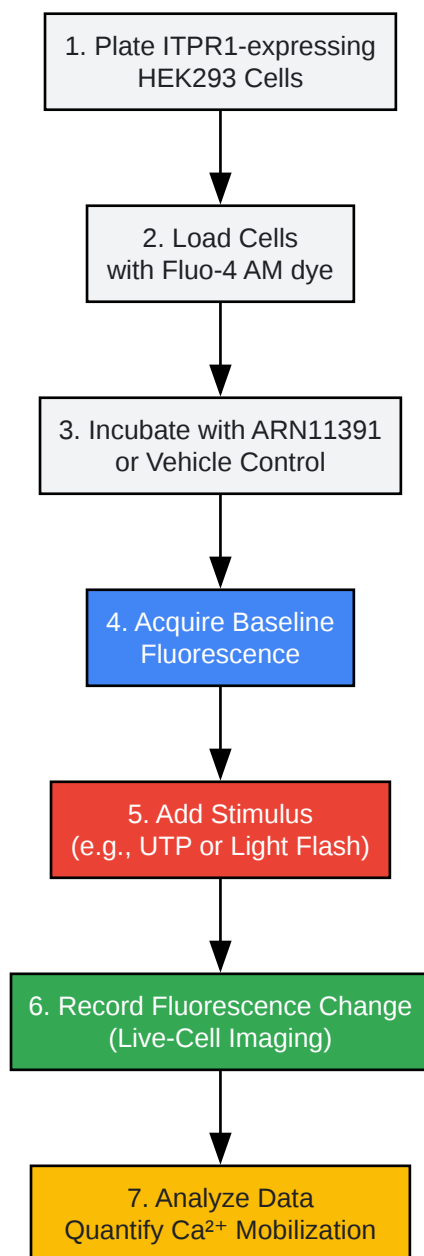 1. Plate ITPR1-expressing
HEK293 Cells
2. Load Cells
with Fluo-4 AM dye
3. Incubate with ARN11391
or Vehicle Control
4. Acquire Baseline
Fluorescence
5. Add Stimulus
(e.g., UTP or Light Flash)
6. Record Fluorescence Change
(Live-Cell Imaging)
7. Analyze Data
Quantify Ca²⁺ Mobilization